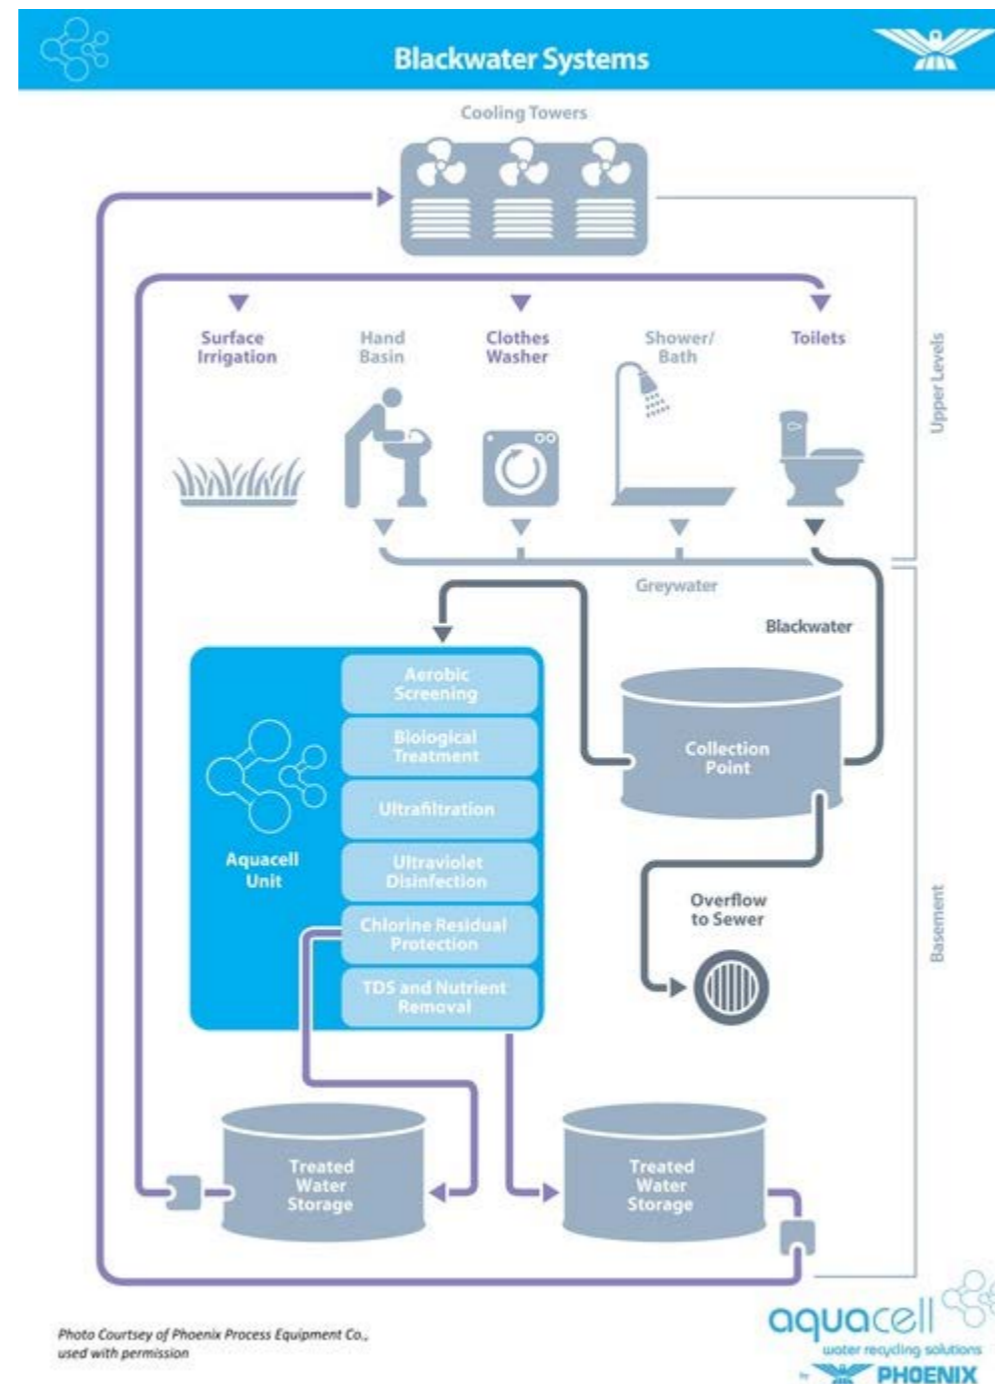 Blackwater Systems
Cooling Towers
Surface
Irrigation
Hand
Basin
Clothes
Washer
Shower/
Bath
Toilets
Upper Levels
Greywater
Blackwater
Aerobic
Screening
Biological
Treatment
Ultrafiltration
Ultraviolet
Disinfection
Chlorine Residual
Protection
TDS and Nutrient
Removal
Aquacell
Unit
Collection
Point
Overflow
to Sewer
Basement
Treated
Water
Storage
Treated
Water
Storage
Photo Courtsey of Phoenix Process Equipment Co.,
used with permission
aquacell
water recycling solutions
by PHOENIX